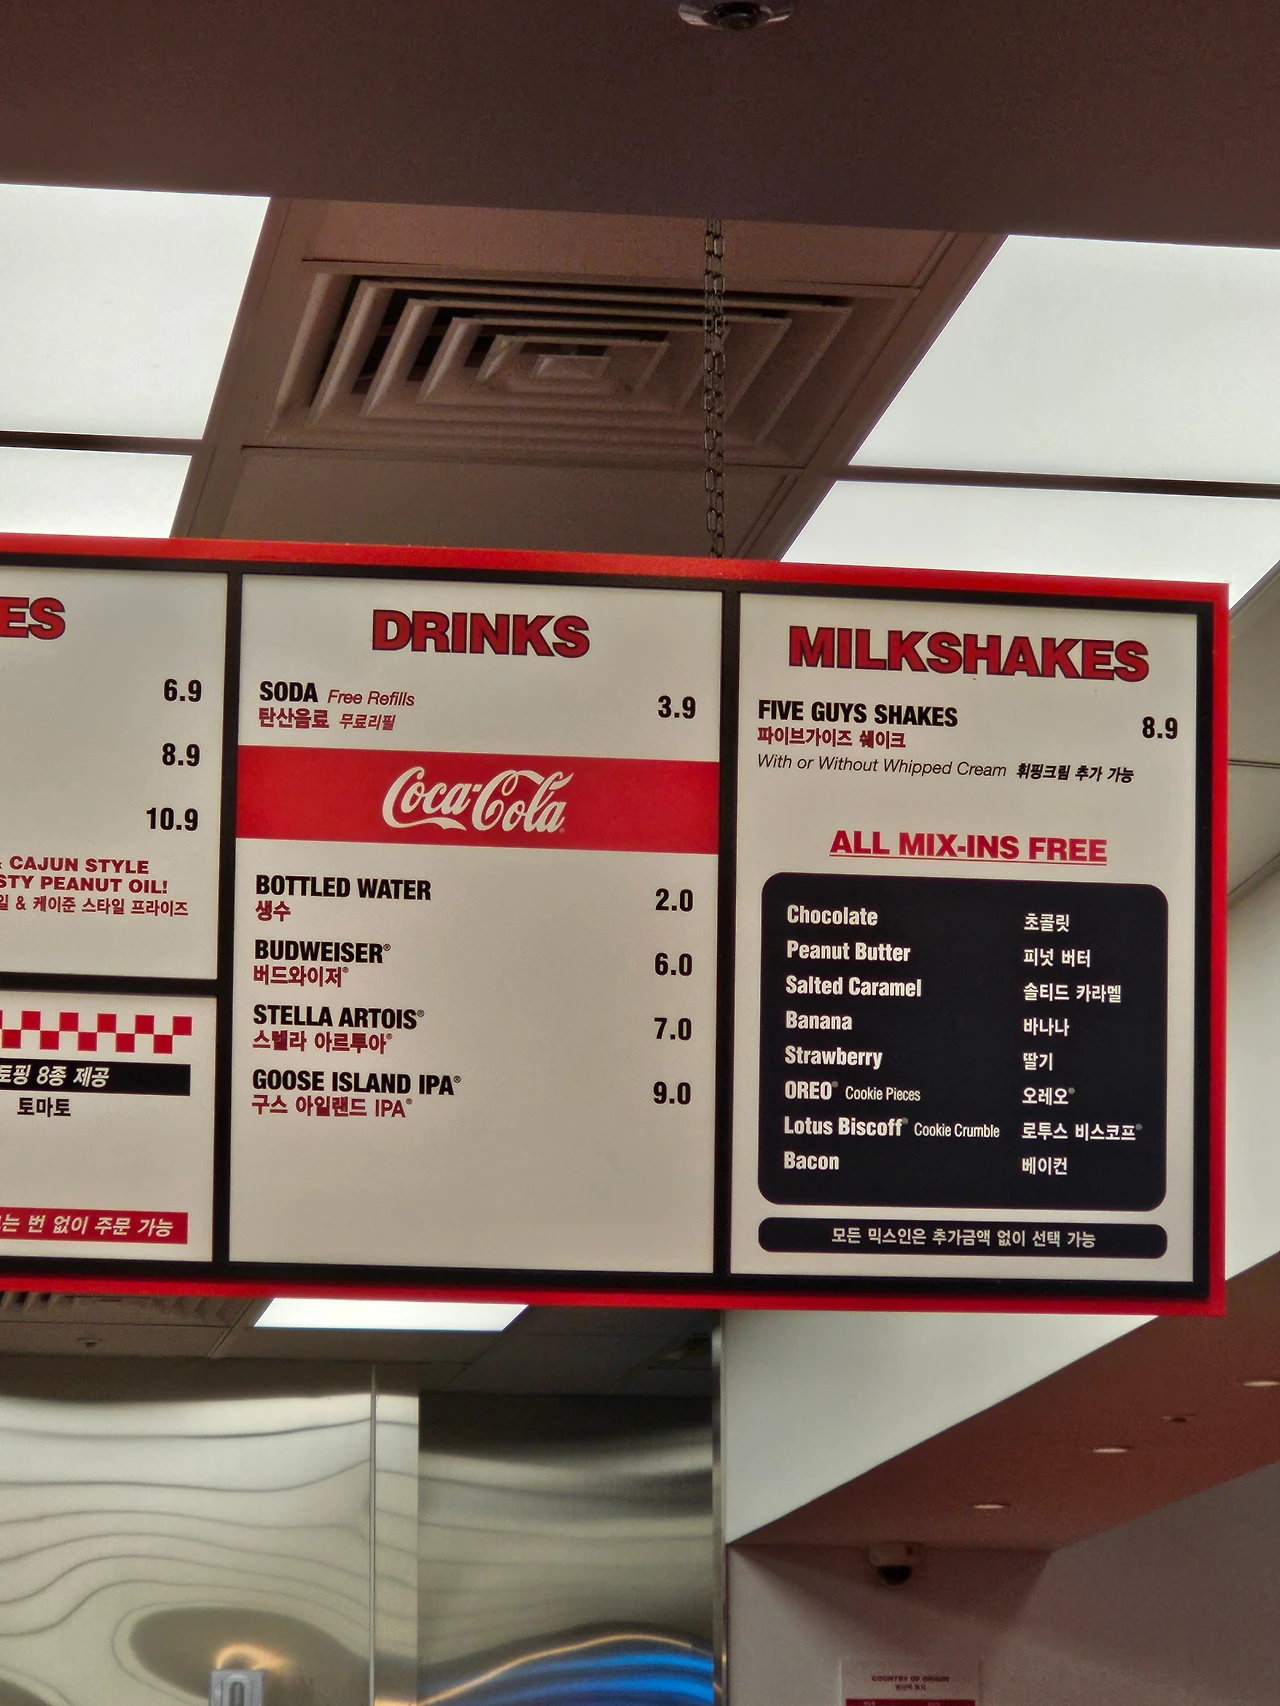 ES
6.9
8.9
10.9
CAJUN STYLE
STY PEANUT OIL!
일 & 케이준 스타일 프라이즈
토핑 8종 제공
토마토
는 번 없이 주문 가능
DRINKS
SODA Free Refills 3.9
탄산음료 무료리필
Coca-Cola
BOTTLED WATER 2.0
생수
BUDWEISER® 6.0
버드와이저®
STELLA ARTOIS® 7.0
스텔라 아르투아®
GOOSE ISLAND IPA® 9.0
구스 아일랜드 IPA®
MILKSHAKES
FIVE GUYS SHAKES 8.9
파이브가이즈 쉐이크
With or Without Whipped Cream 휘핑크림 추가 가능
ALL MIX-INS FREE
Chocolate 초콜릿
Peanut Butter 피넛 버터
Salted Caramel 솔티드 카라멜
Banana 바나나
Strawberry 딸기
OREO® Cookie Pieces 오레오®
Lotus Biscoff® Cookie Crumble 로투스 비스코프®
Bacon 베이컨
모든 믹스인은 추가금액 없이 선택 가능
COUNTRY OF ORIGIN